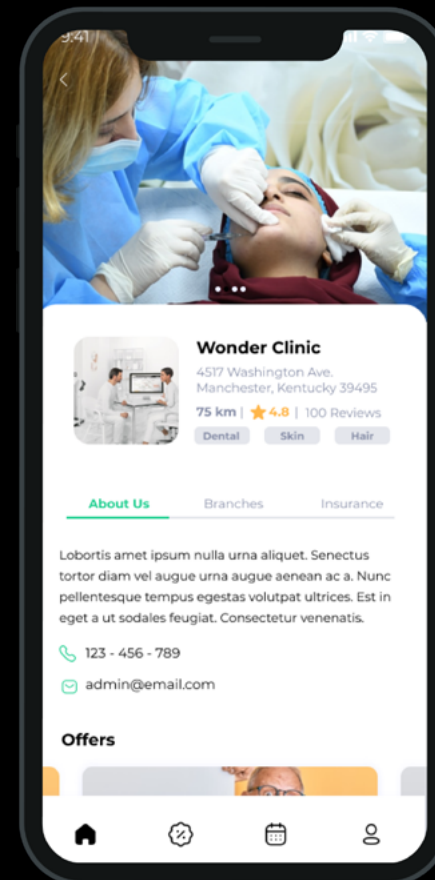 9:41
Wonder Clinic
4517 Washington Ave.
Manchester, Kentucky 39495
75 km | 4.8 | 100 Reviews
Dental Skin Hair
About Us Branches Insurance
Lobortis amet ipsum nulla urna aliquet. Senectus
tortor diam vel augue urna augue aenean ac a. Nunc
pellentesque tempus egestas volutpat ultrices. Est in
eget a ut sodales feugiat. Consectetur venenatis.
123 - 456 - 789
admin@email.com
Offers